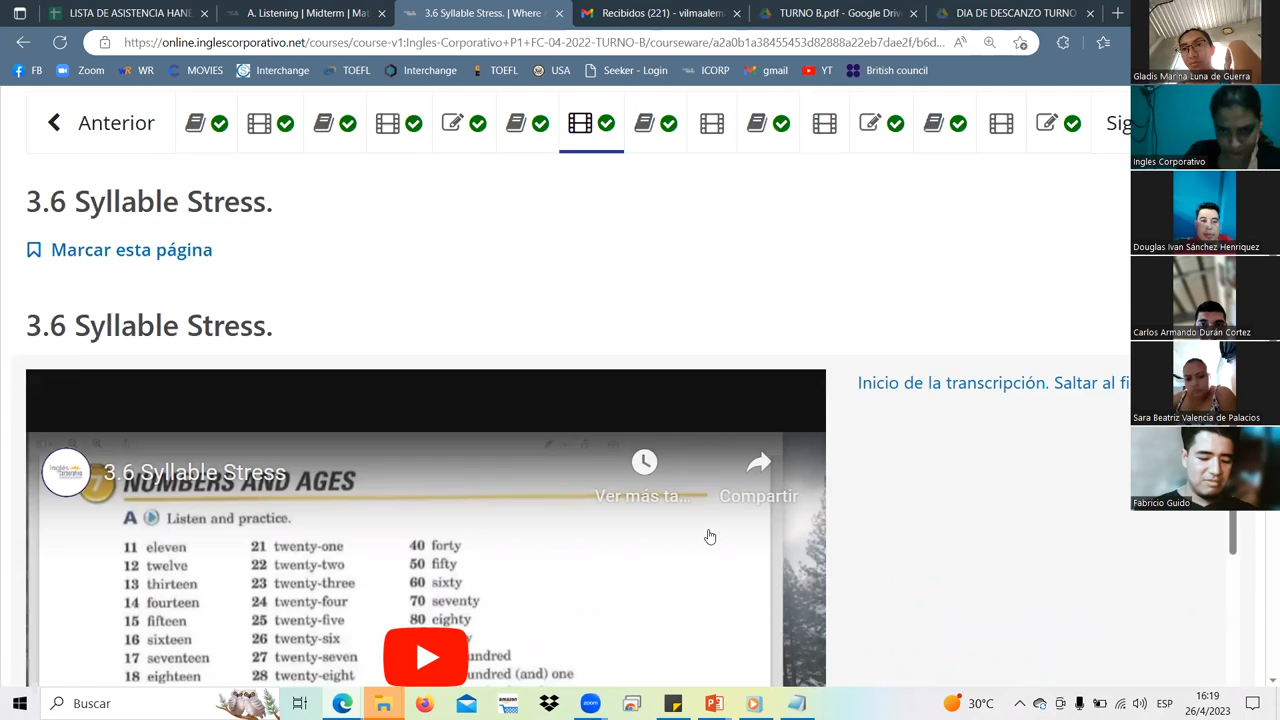 LISTA DE ASISTENCIA HANE
A. Listening | Midterm | Mat
3.6 Syllable Stress. | Where
Recibidos (221) - vilmaalem
TURNO B.pdf - Google Driv
DIA DE DESCANZO TURNO
https://online.inglescorporativo.net/courses/course-v1:Ingles-Corporativo+P1+FC-04-2022-TURNO-B/courseware/a2a0b1a38455453d82888a22eb7dae2f/b6d...
FB Zoom WR MOVIES Interchange TOEFL Interchange TOEFL USA Seeker - Login ICORP gmail YT British council
Anterior
Sig
3.6 Syllable Stress.
Marcar esta página
3.6 Syllable Stress.
Inicio de la transcripción. Saltar al fi
3.6 Syllable Stress
Ver más ta...
Compartir
7 NUMBERS AND AGES
A Listen and practice.
11 eleven 21 twenty-one 40 forty
12 twelve 22 twenty-two 50 fifty
13 thirteen 23 twenty-three 60 sixty
14 fourteen 24 twenty-four 70 seventy
15 fifteen 25 twenty-five 80 eighty
16 sixteen 26 twenty-six y
17 seventeen 27 twenty-seven undred
18 eighteen 28 twenty-eight undred (and) one
Gladis Marina Luna de Guerra
Ingles Corporativo
Douglas Ivan Sánchez Henriquez
Carlos Armando Durán Cortez
Sara Beatriz Valencia de Palacios
Fabricio Guido
Buscar
amazon
zoom
30°C
ESP
16:19
26/4/2023